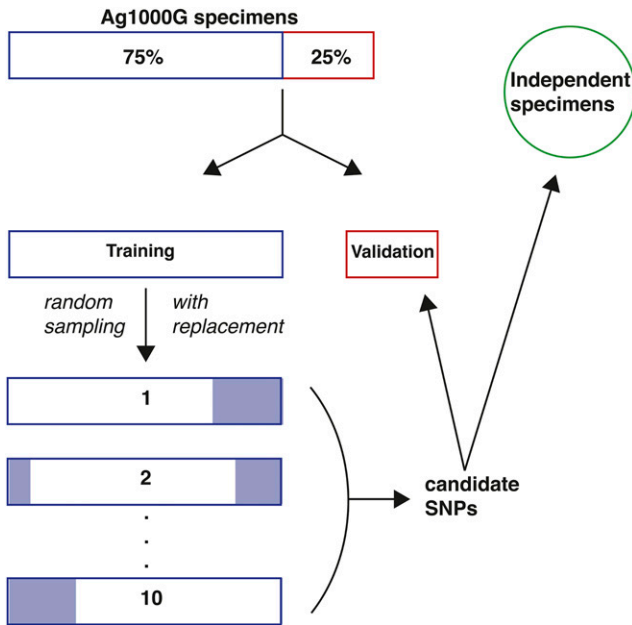 Ag1000G specimens
75%
25%
Independent
specimens
Training
Validation
random
sampling
with
replacement
1
2
.
.
.
10
candidate
SNPs